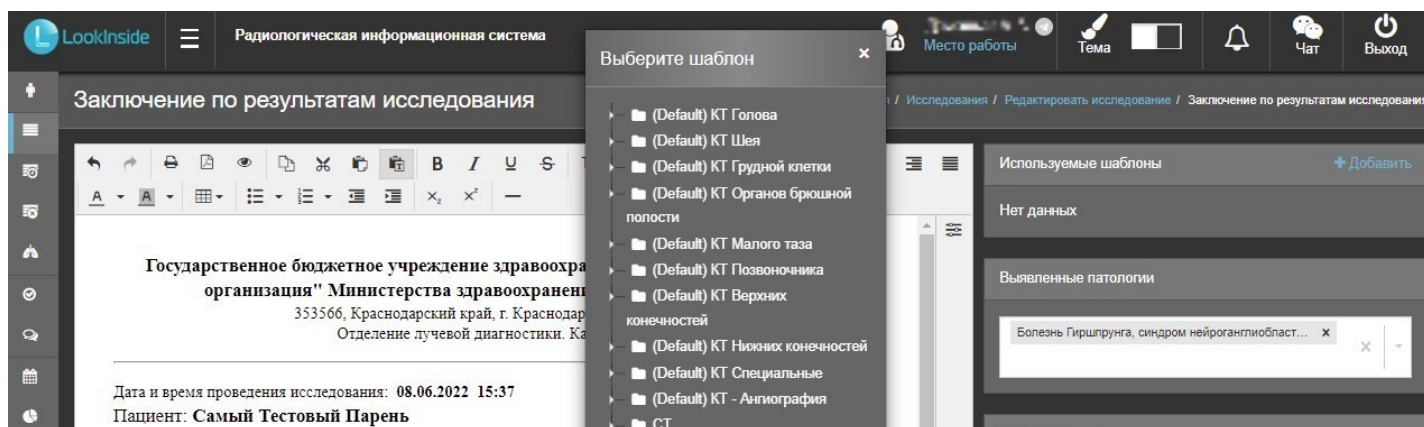 LookInside
Радиологическая информационная система
Место работы
Тема
Чат
Выход
Заключение по результатам исследования
/ Исследования / Редактировать исследование / Заключение по результатам исследования
Выберите шаблон ×
(Default) КТ Голова
(Default) КТ Шея
(Default) КТ Грудной клетки
(Default) КТ Органов брюшной
полости
(Default) КТ Малого таза
(Default) КТ Позвоночника
(Default) КТ Верхних
конечностей
(Default) КТ Нижних конечностей
(Default) КТ Специальные
(Default) КТ - Ангиография
СТ
Государственное бюджетное учреждение здравоохра
организация" Министерства здравоохранени
353566, Краснодарский край, г. Краснодар
Отделение лучевой диагностики. Ка
Дата и время проведения исследования: 08.06.2022 15:37
Пациент: Самый Тестовый Парень
Используемые шаблоны
+ Добавить
Нет данных
Выявленные патологии
Болезнь Гиршпрунга, синдром нейроганглиобласт... x